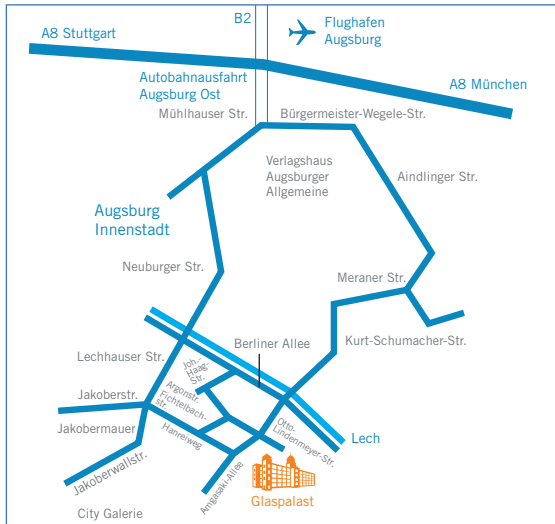 B2
Flughafen
Augsburg
A8 Stuttgart
A8 München
Autobahnausfahrt
Augsburg Ost
Mühlhauser Str.
Bürgermeister-Wegele-Str.
Verlagshaus
Augsburger
Allgemeine
Aindlinger Str.
Augsburg
Innenstadt
Neuburger Str.
Meraner Str.
Berliner Allee
Kurt-Schumacher-Str.
Lechhauser Str.
Joh.-
Haag-
Str.
Jakoberstr.
Argonstr.
Fichtelbach-
str.
Jakobermauer
Hanreiweg
Otto-
Lindenmeyer-Str.
Lech
Jakoberwallstr.
Amgasaki-Allee
Glaspalast
City Galerie